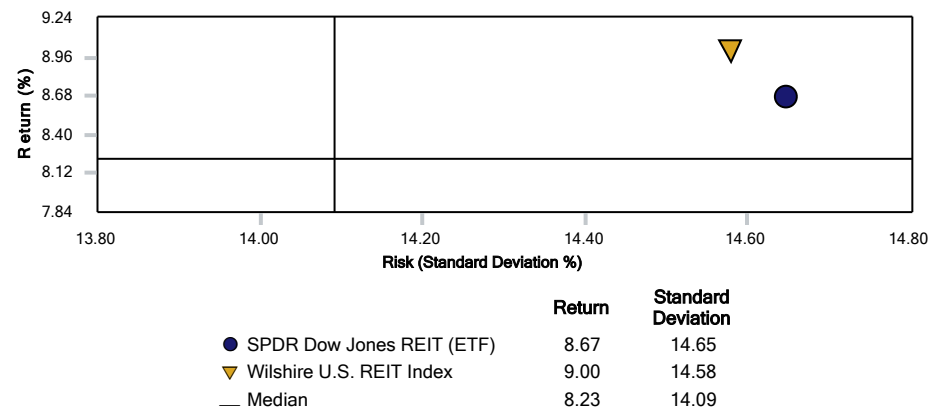 9.24
8.96
8.68
8.40
8.12
7.84
Return (%)
13.80 14.00 14.20 14.40 14.60 14.80
Risk (Standard Deviation %)
Return Standard Deviation
SPDR Dow Jones REIT (ETF) 8.67 14.65
Wilshire U.S. REIT Index 9.00 14.58
Median 8.23 14.09